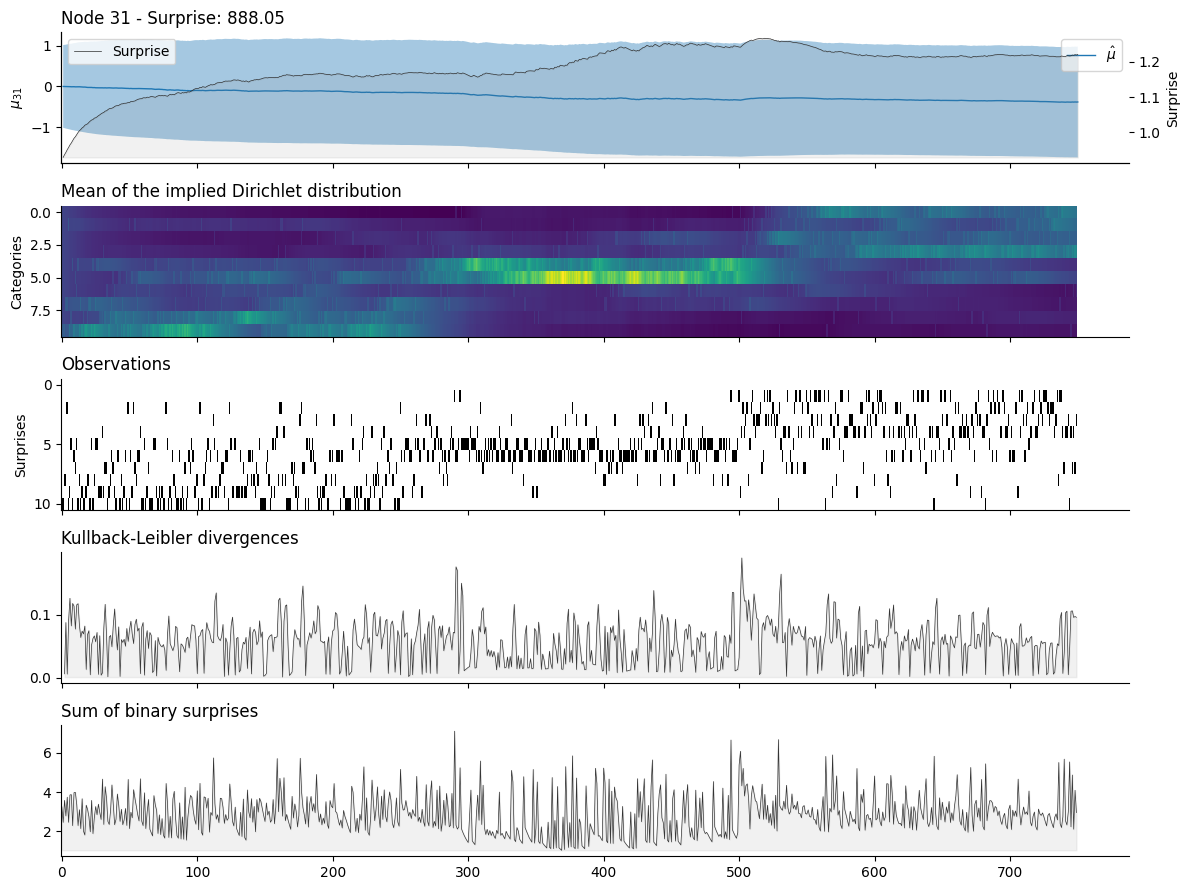 Node 31 - Surprise: 888.05
Surprise
μ̂
1
0
−1
μ31
1.2
1.1
1.0
Surprise
Mean of the implied Dirichlet distribution
0.0
2.5
5.0
7.5
Categories
Observations
0
5
10
Surprises
Kullback-Leibler divergences
0.1
0.0
Sum of binary surprises
6
4
2
0 100 200 300 400 500 600 700